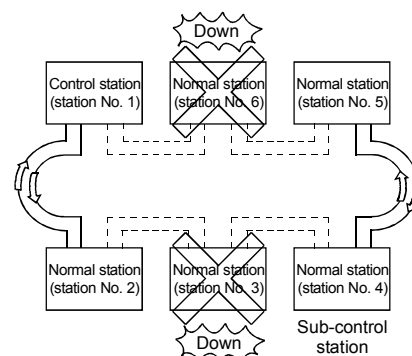 Down
Control station
(station No. 1)
Normal station
(station No. 6)
Normal station
(station No. 5)
Normal station
(station No. 2)
Normal station
(station No. 3)
Normal station
(station No. 4)
Down
Sub-control
station